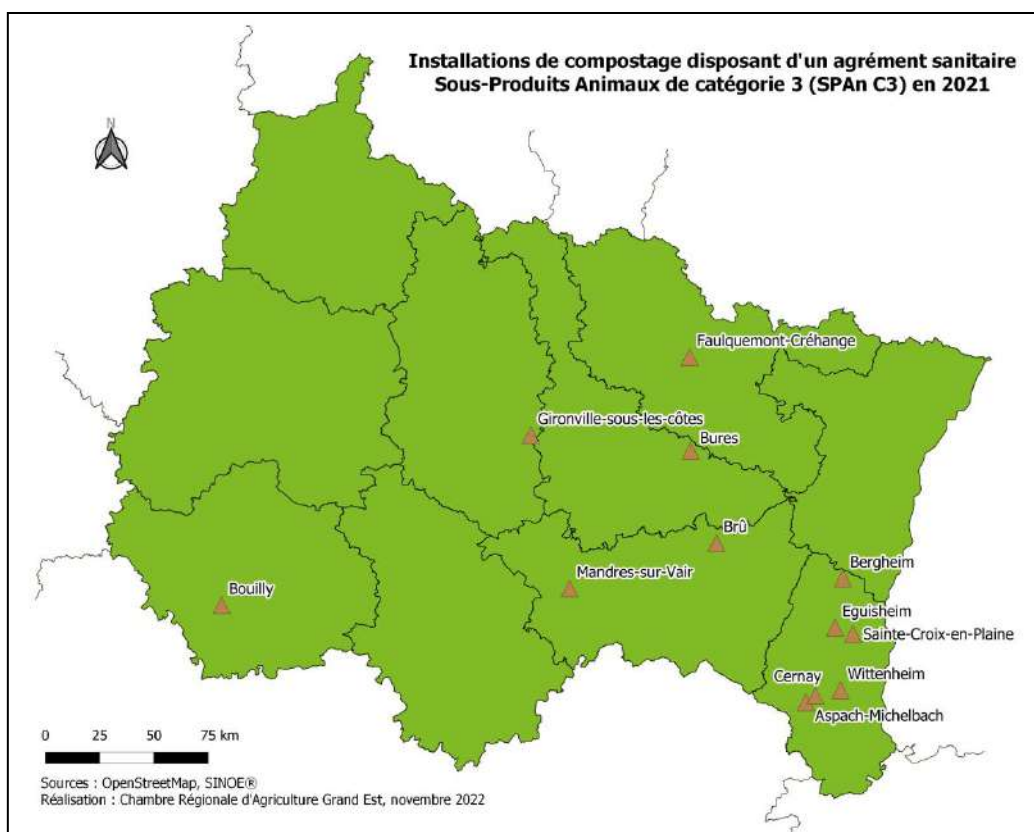 Installations de compostage disposant d'un agrément sanitaire
Sous-Produits Animaux de catégorie 3 (SPAn C3) en 2021
N
Faulquemont-Créhange
Gironville-sous-les-côtes
Bures
Brû
Mandres-sur-Vair
Bergheim
Bouilly
Eguisheim
Sainte-Croix-en-Plaine
Cernay
Wittenheim
Aspach-Michelbach
0 25 50 75 km
Sources : OpenStreetMap, SINOE®
Réalisation : Chambre Régionale d'Agriculture Grand Est, novembre 2022